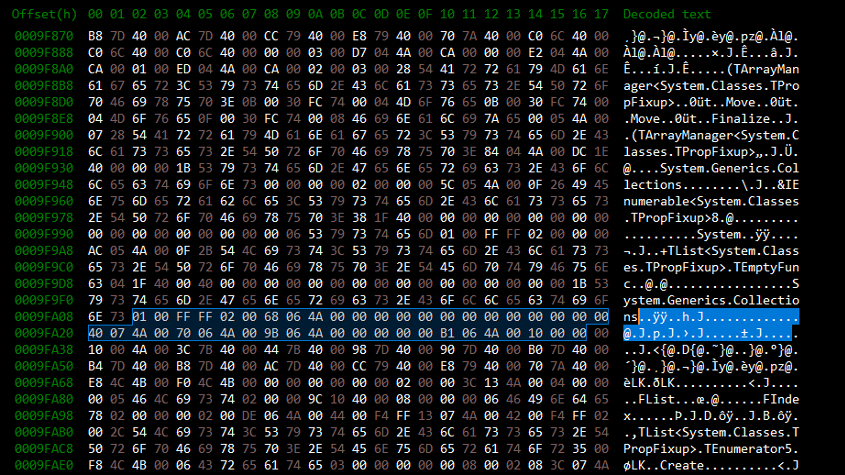 Offset(h) 00 01 02 03 04 05 06 07 08 09 0A 0B 0C 0D 0E 0F 10 11 12 13 14 15 16 17 Decoded text
0009F870 B8 7D 40 00 AC 7D 40 00 CC 79 40 00 E8 79 40 00 70 7A 40 00 C0 6C 40 00 ¸}@.¬}@.Ìy@.èy@.pz@.Àl@.
0009F888 C0 6C 40 00 C0 6C 40 00 00 00 03 00 D7 04 4A 00 CA 00 00 00 E2 04 4A 00 Àl@.Àl@.....×.J.Ê...â.J.
0009F8A0 CA 00 01 00 ED 04 4A 00 CA 00 02 00 03 00 28 54 41 72 72 61 79 4D 61 6E Ê...í.J.Ê.....(TArrayMan
0009F8B8 61 67 65 72 3C 53 79 73 74 65 6D 2E 43 6C 61 73 73 65 73 2E 54 50 72 6F ager<System.Classes.TPro
0009F8D0 70 46 69 78 75 70 3E 0B 00 30 FC 74 00 04 4D 6F 76 65 0B 00 30 FC 74 00 pFixup>..0üt..Move..0üt.
0009F8E8 04 4D 6F 76 65 0F 00 30 FC 74 00 08 46 69 6E 61 6C 69 7A 65 00 05 4A 00 .Move..0üt..Finalize..J.
0009F900 07 28 54 41 72 72 61 79 4D 61 6E 61 67 65 72 3C 53 79 73 74 65 6D 2E 43 .(TArrayManager<System.C
0009F918 6C 61 73 73 65 73 2E 54 50 72 6F 70 46 69 78 75 70 3E 84 04 4A 00 DC 1E lasses.TPropFixup>„.J.Ü.
0009F930 40 00 00 00 1B 53 79 73 74 65 6D 2E 47 65 6E 65 72 69 63 73 2E 43 6F 6C @....System.Generics.Col
0009F948 6C 65 63 74 69 6F 6E 73 00 00 00 00 02 00 00 00 5C 05 4A 00 0F 26 49 45 lections........\.J..&IE
0009F960 6E 75 6D 65 72 61 62 6C 65 3C 53 79 73 74 65 6D 2E 43 6C 61 73 73 65 73 numerable<System.Classes
0009F978 2E 54 50 72 6F 70 46 69 78 75 70 3E 38 1F 40 00 00 00 00 00 00 00 00 00 .TPropFixup>8.@.........
0009F990 00 00 00 00 00 00 00 00 06 53 79 73 74 65 6D 01 00 FF FF 02 00 00 00 00 .........System..ÿÿ.....
0009F9A8 AC 05 4A 00 0F 2B 54 4C 69 73 74 3C 53 79 73 74 65 6D 2E 43 6C 61 73 73 ¬.J..+TList<System.Class
0009F9C0 65 73 2E 54 50 72 6F 70 46 69 78 75 70 3E 2E 54 45 6D 70 74 79 46 75 6E es.TPropFixup>.TEmptyFun
0009F9D8 63 04 1F 40 00 40 00 00 00 00 00 00 00 00 00 00 00 00 00 00 00 00 1B 53 c..@.@.................S
0009F9F0 79 73 74 65 6D 2E 47 65 6E 65 72 69 63 73 2E 43 6F 6C 6C 65 63 74 69 6F ystem.Generics.Collectio
0009FA08 6E 73 01 00 FF FF 02 00 68 06 4A 00 00 00 00 00 00 00 00 00 00 00 00 00 ns..ÿÿ..h.J.............
0009FA20 40 07 4A 00 70 06 4A 00 9B 06 4A 00 00 00 00 00 B1 06 4A 00 10 00 00 00 @.J.p.J.›.J.....±.J.....
0009FA38 10 00 4A 00 3C 7B 40 00 44 7B 40 00 98 7D 40 00 90 7D 40 00 B0 7D 40 00 ..J.<{@.D{@.˜}@..}@.°}@.
0009FA50 B4 7D 40 00 B8 7D 40 00 AC 7D 40 00 CC 79 40 00 E8 79 40 00 70 7A 40 00 ´}@.¸}@.¬}@.Ìy@.èy@.pz@.
0009FA68 E8 4C 4B 00 F0 4C 4B 00 00 00 00 00 00 00 02 00 3C 13 4A 00 04 00 00 00 èLK.ðLK.........<.J.....
0009FA80 00 05 46 4C 69 73 74 02 00 00 9C 10 40 00 08 00 00 00 06 46 49 6E 64 65 ..FList...œ.@......FInde
0009FA98 78 02 00 00 02 00 DE 06 4A 00 44 00 F4 FF 13 07 4A 00 42 00 F4 FF 02 00 x.....Þ.J.D.ôÿ..J.B.ôÿ..
0009FAB0 00 2C 54 4C 69 73 74 3C 53 79 73 74 65 6D 2E 43 6C 61 73 73 65 73 2E 54 .,TList<System.Classes.T
0009FAC8 50 72 6F 70 46 69 78 75 70 3E 2E 54 45 6E 75 6D 65 72 61 74 6F 72 35 00 PropFixup>.TEnumerator5.
0009FAE0 F8 4C 4B 00 06 43 72 65 61 74 65 03 00 00 00 00 00 08 00 02 08 3C 07 4A øLK..Create..........<.J